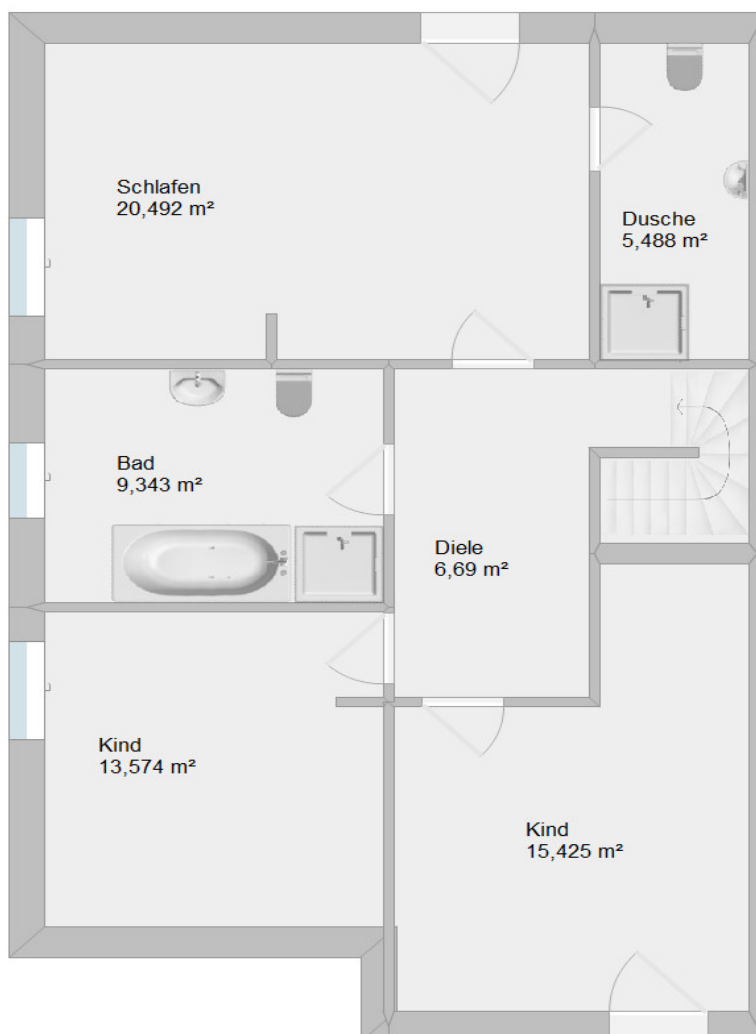 Schlafen
20,492 m²
Dusche
5,488 m²
Bad
9,343 m²
Diele
6,69 m²
Kind
13,574 m²
Kind
15,425 m²